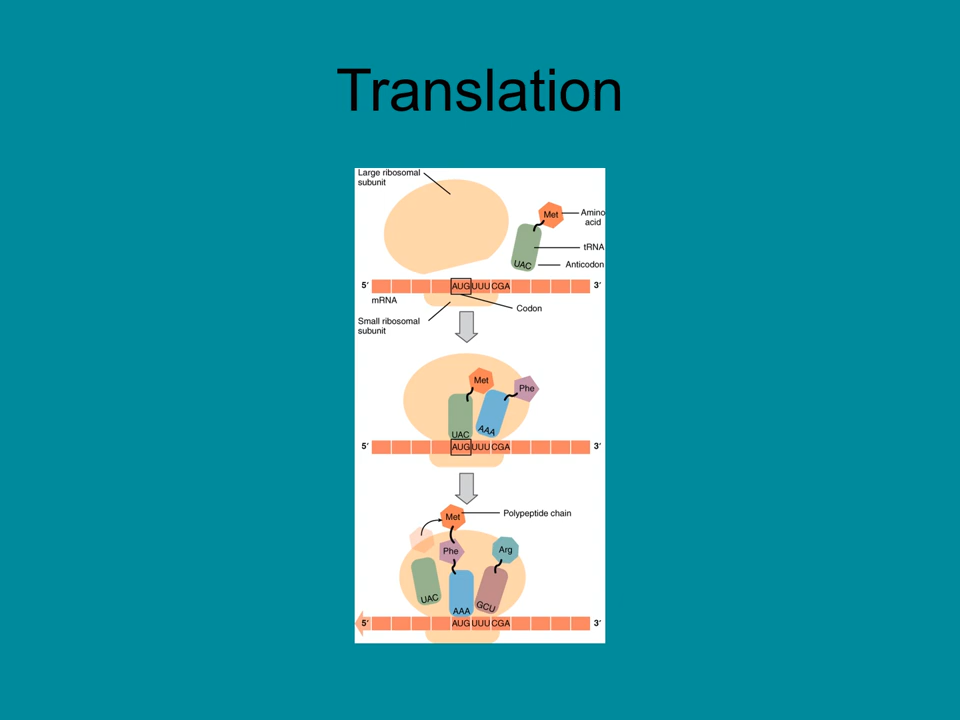 Translation
Large ribosomal
subunit
Met
Amino
acid
tRNA
UAC
Anticodon
5′
AUG UUU CGA
3′
mRNA
Codon
Small ribosomal
subunit
Met
Phe
UAC
AAA
5′
AUG UUU CGA
3′
Met
Polypeptide chain
Phe
Arg
UAC
AAA
GCU
5′
AUG UUU CGA
3′